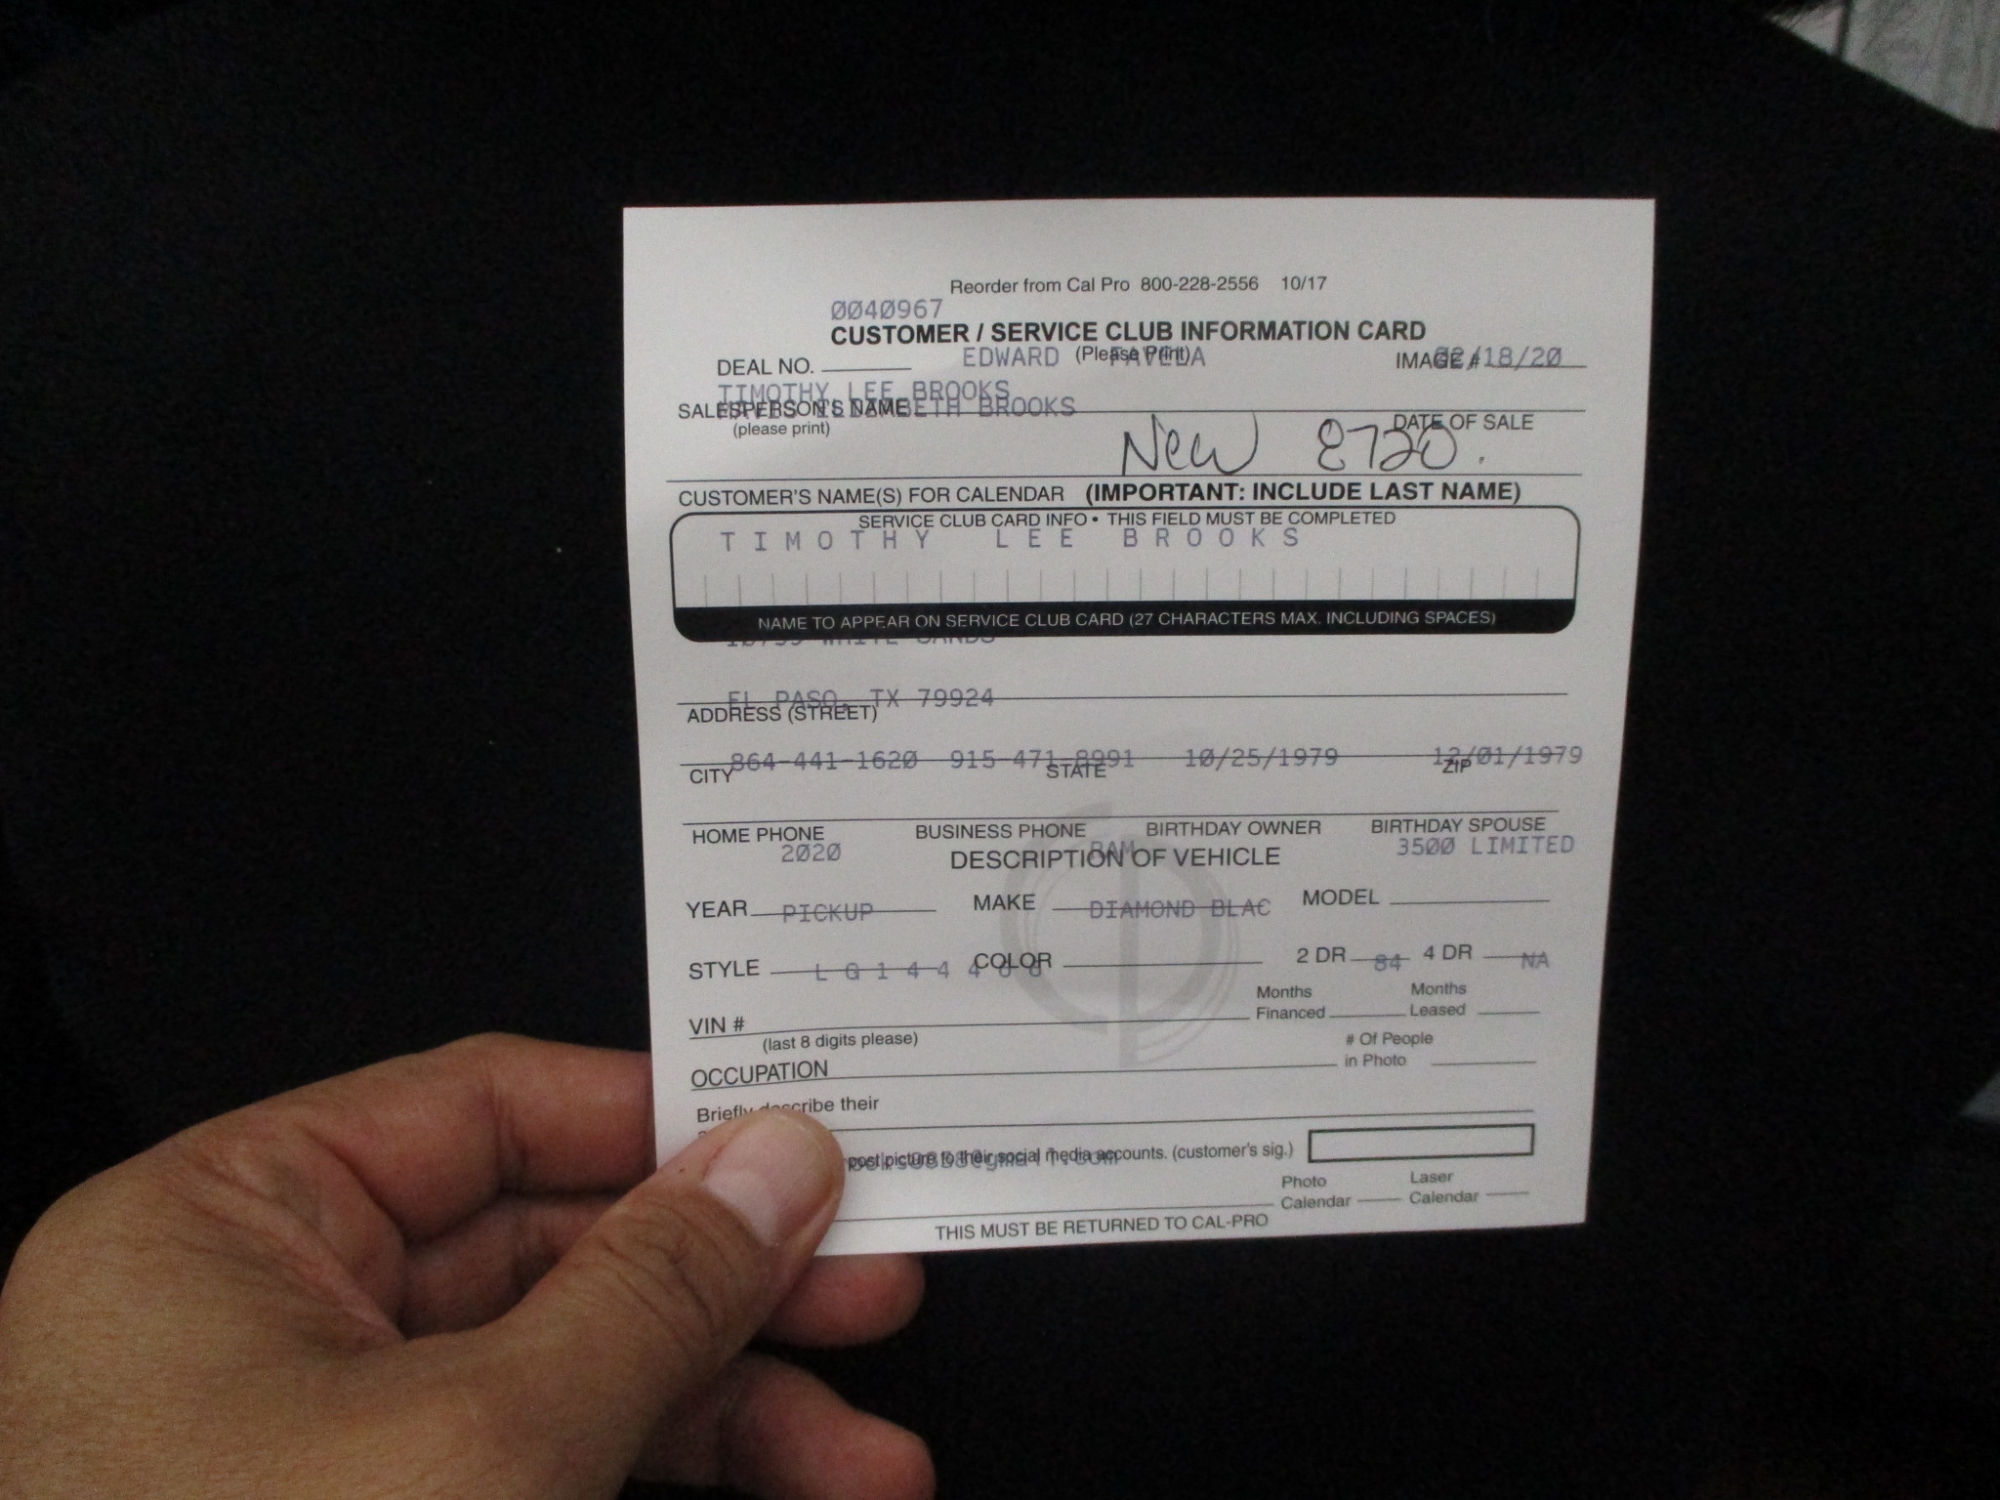 Reorder from Cal Pro 800-228-2556 10/17
0040967
CUSTOMER / SERVICE CLUB INFORMATION CARD
(Please Print)
DEAL NO. EDWARD FAVELA IMAGE # 02/18/20
TIMOTHY LEE BROOKS
SALESPERSON'S NAME BROOKS
(please print) DATE OF SALE
New 8720.
CUSTOMER'S NAME(S) FOR CALENDAR (IMPORTANT: INCLUDE LAST NAME)
SERVICE CLUB CARD INFO • THIS FIELD MUST BE COMPLETED
TIMOTHY LEE BROOKS
NAME TO APPEAR ON SERVICE CLUB CARD (27 CHARACTERS MAX. INCLUDING SPACES)
WHITE SANDS
EL PASO, TX 79924
ADDRESS (STREET)
864-441-1620 915-471-8991 10/25/1979 12/01/1979
CITY STATE ZIP
HOME PHONE BUSINESS PHONE BIRTHDAY OWNER BIRTHDAY SPOUSE
2020 RAM 3500 LIMITED
DESCRIPTION OF VEHICLE
YEAR MAKE MODEL
PICKUP DIAMOND BLAC
STYLE COLOR 2 DR 84 4 DR NA
VIN # Months Financed Months Leased
(last 8 digits please)
OCCUPATION # Of People in Photo
Briefly describe their
post picture to their social media accounts. (customer's sig.)
Photo Calendar Laser Calendar
THIS MUST BE RETURNED TO CAL-PRO